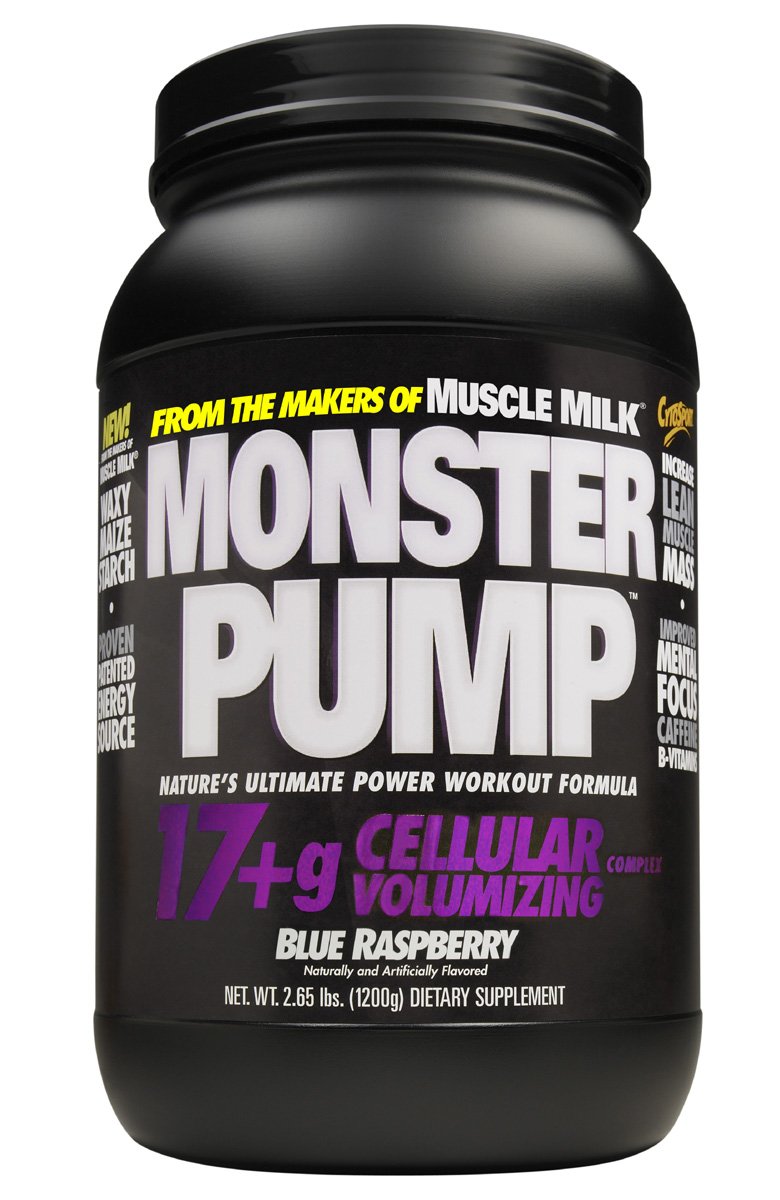 FROM THE MAKERS OF MUSCLE MILK®
MONSTER
PUMP™
NATURE'S ULTIMATE POWER WORKOUT FORMULA
17+g CELLULAR
VOLUMIZING COMPLEX
BLUE RASPBERRY
Naturally and Artificially Flavored
NET. WT. 2.65 lbs. (1200g) DIETARY SUPPLEMENT
NEW!
FROM THE MAKERS OF
MUSCLE MILK®
WAXY
MAIZE
STARCH
•
PROVEN
PATENTED
ENERGY
SOURCE
CYTOSPORT
INCREASE
LEAN
MUSCLE
MASS
•
IMPROVED
MENTAL
FOCUS
CAFFEINE
B-VITAMINS